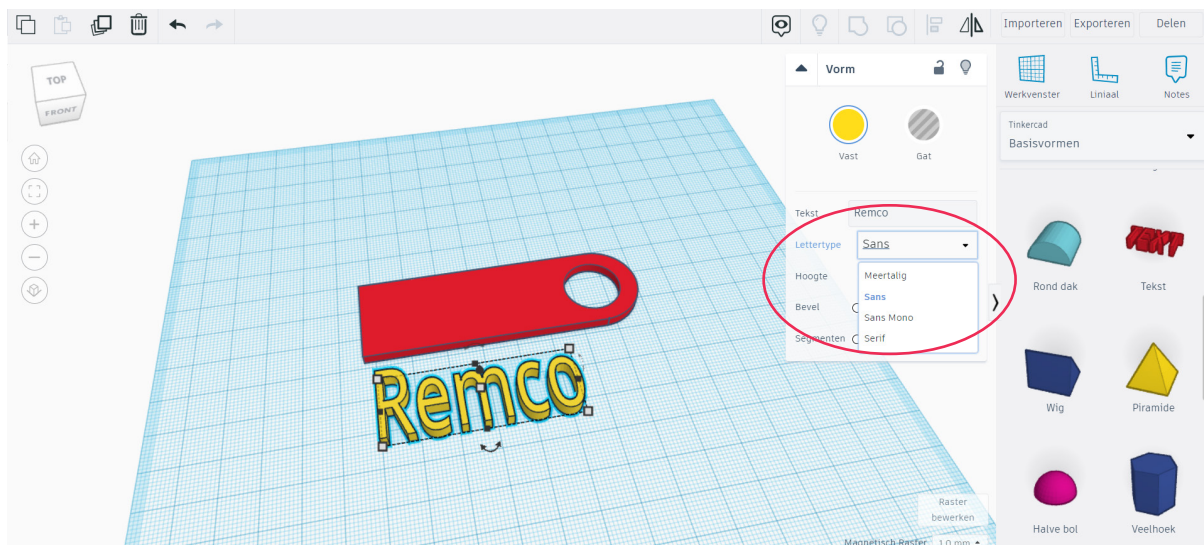 Importeren
Exporteren
Delen
TOP
FRONT
Vorm
Vast
Gat
Tekst
Remco
Lettertype
Sans
Hoogte
Meertalig
Sans
Bevel
Sans Mono
Segmenten
Serif
Werkvenster
Liniaal
Notes
Tinkercad
Basisvormen
TEKT
Rond dak
Tekst
Wig
Piramide
Halve bol
Veelhoek
Remco
Raster
bewerken
Magnetisch Raster
1.0 mm